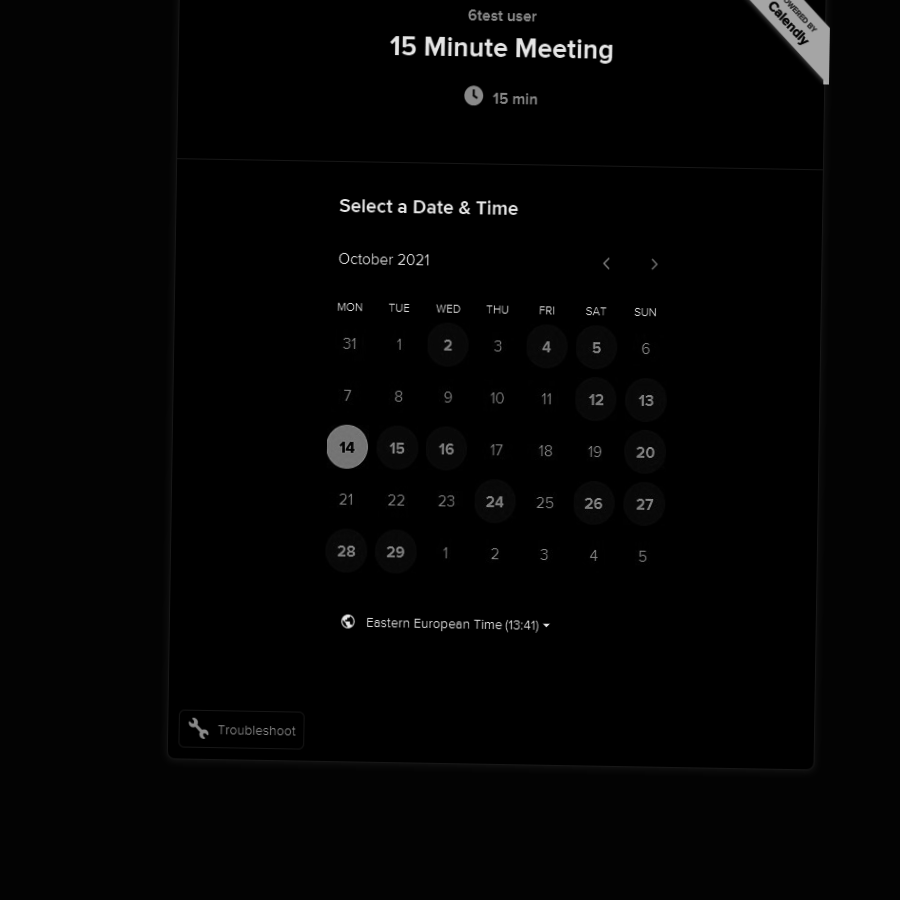 6test user
POWERED BY
Calendly
15 Minute Meeting
15 min
Select a Date & Time
October 2021
MON TUE WED THU FRI SAT SUN
31 1 2 3 4 5 6
7 8 9 10 11 12 13
14 15 16 17 18 19 20
21 22 23 24 25 26 27
28 29 1 2 3 4 5
Eastern European Time (13:41)
Troubleshoot